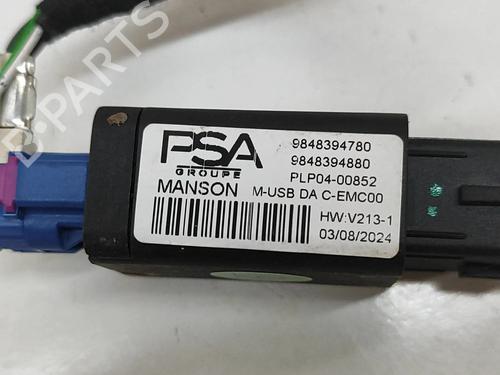 PSA
GROUPE
MANSON
9848394780
9848394880
PLP04-00852
M-USB DA C-EMC00
HW:V213-1
03/08/2024
B-PARTS